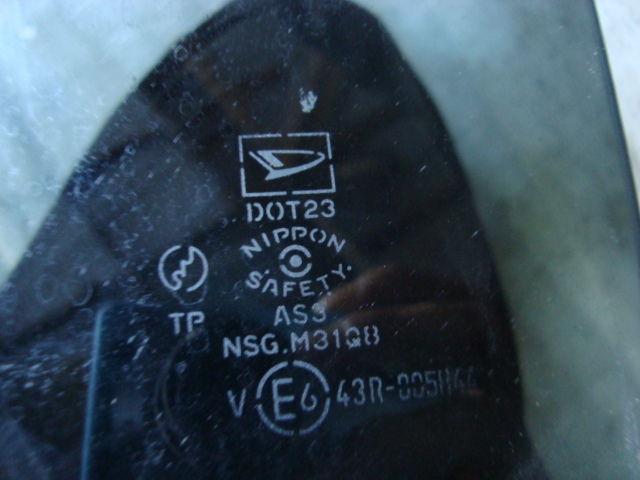 DOT23
NIPPON
SAFETY
TP
AS3
NSG.M31Q8
V E6